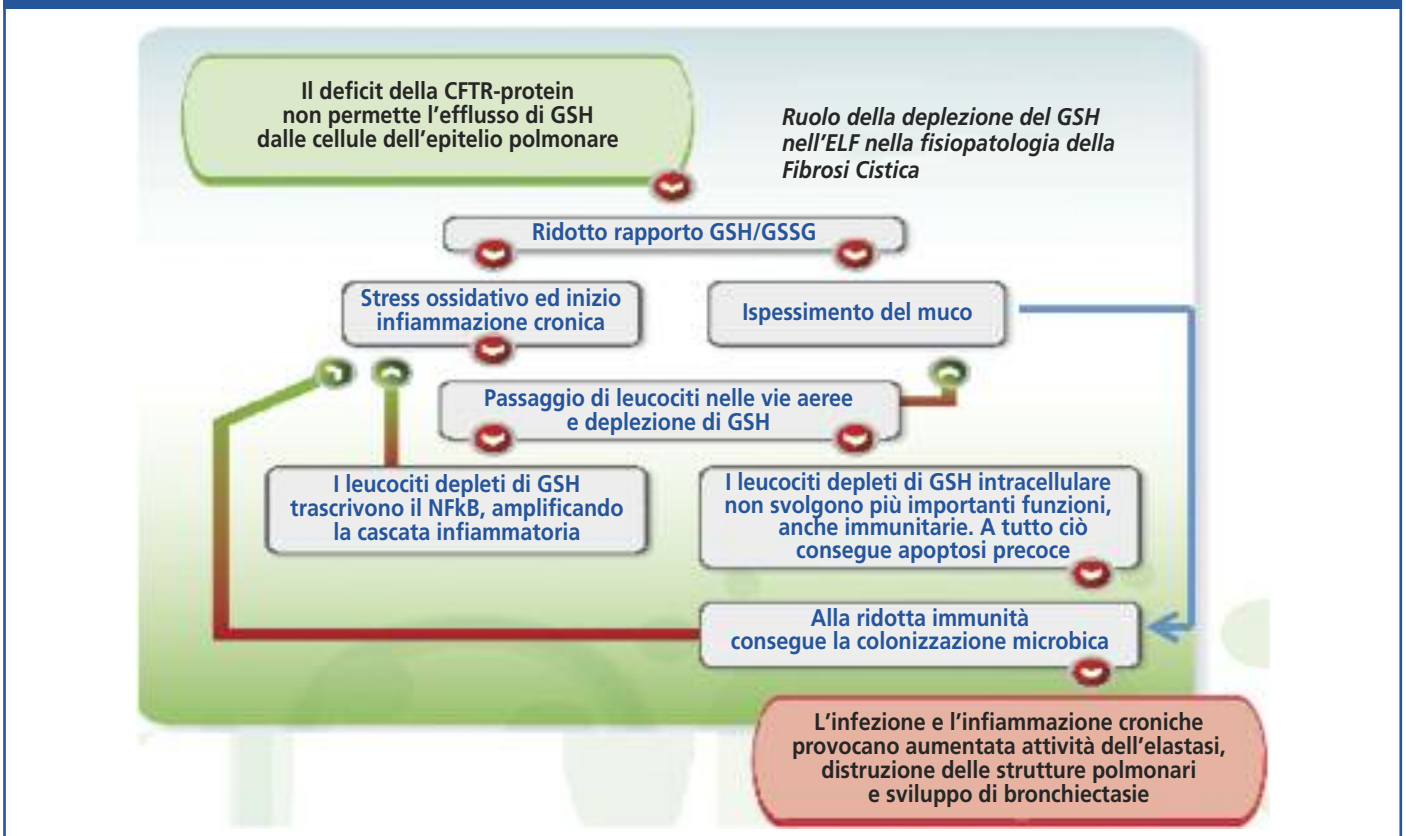 Il deficit della CFTR-protein
non permette l'efflusso di GSH
dalle cellule dell'epitelio polmonare
Ruolo della deplezione del GSH
nell'ELF nella fisiopatologia della
Fibrosi Cistica
Ridotto rapporto GSH/GSSG
Stress ossidativo ed inizio
infiammazione cronica
Ispessimento del muco
Passaggio di leucociti nelle vie aeree
e deplezione di GSH
I leucociti depleti di GSH
trascrivono il NFkB, amplificando
la cascata infiammatoria
I leucociti depleti di GSH intracellulare
non svolgono più importanti funzioni,
anche immunitarie. A tutto ciò
consegue apoptosi precoce
Alla ridotta immunità
consegue la colonizzazione microbica
L'infezione e l'infiammazione croniche
provocano aumentata attività dell'elastasi,
distruzione delle strutture polmonari
e sviluppo di bronchiectasie